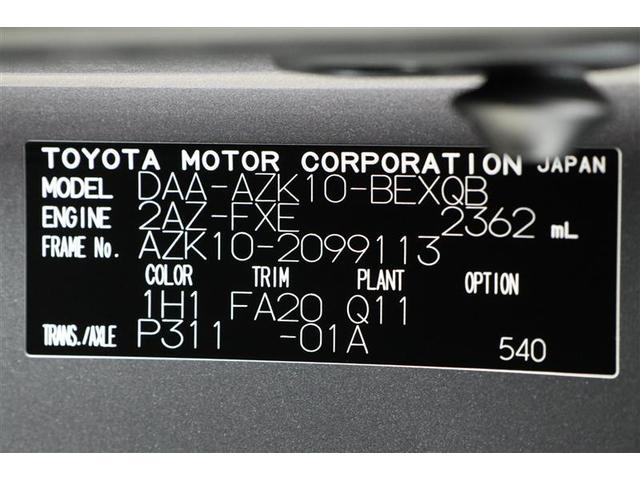 TOYOTA MOTOR CORPORATION JAPAN
MODEL DAA-AZK10-BEXQB
ENGINE 2AZ-FXE 2362 mL
FRAME No. AZK10-2099113
COLOR TRIM PLANT OPTION
1H1 FA20 Q11
TRANS./AXLE P311 -01A 540